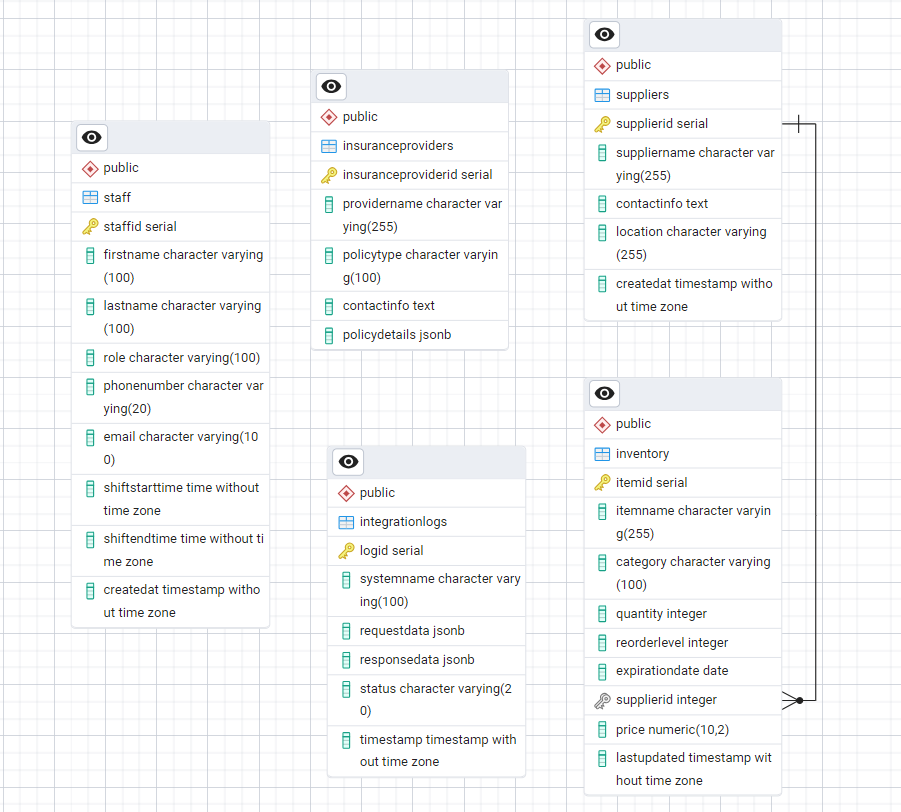 public
staff
staffid serial
firstname character varying
(100)
lastname character varying
(100)
role character varying(100)
phonenumber character var
ying(20)
email character varying(10
0)
shiftstarttime time without
time zone
shiftendtime time without ti
me zone
createdat timestamp witho
ut time zone
public
insuranceproviders
insuranceproviderid serial
providername character var
ying(255)
policytype character varyin
g(100)
contactinfo text
policydetails jsonb
public
integrationlogs
logid serial
systemname character vary
ing(100)
requestdata jsonb
responsedata jsonb
status character varying(2
0)
timestamp timestamp with
out time zone
public
suppliers
supplierid serial
suppliername character var
ying(255)
contactinfo text
location character varying
(255)
createdat timestamp witho
ut time zone
public
inventory
itemid serial
itemname character varyin
g(255)
category character varying
(100)
quantity integer
reorderlevel integer
expirationdate date
supplierid integer
price numeric(10,2)
lastupdated timestamp wit
hout time zone